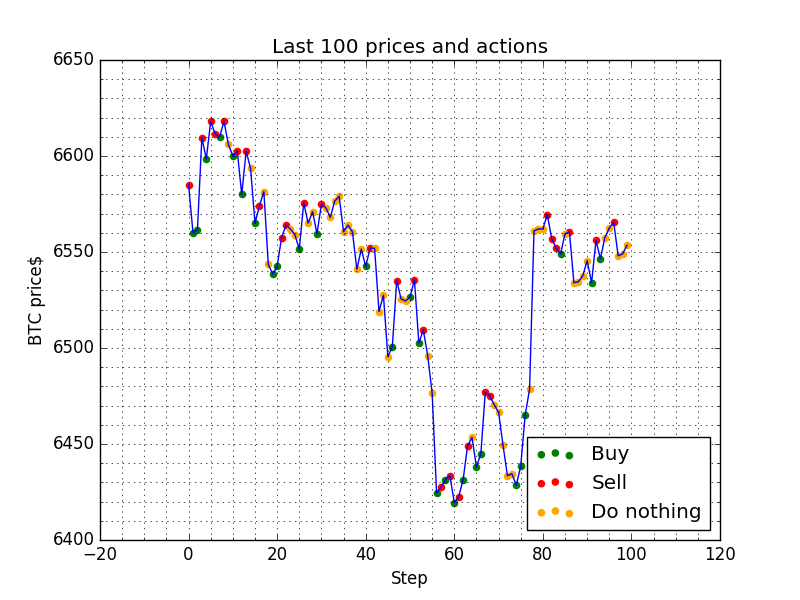 Last 100 prices and actions
6650
6600
6550
6500
6450
6400
BTC price$
Buy
Sell
Do nothing
−20 0 20 40 60 80 100 120
Step